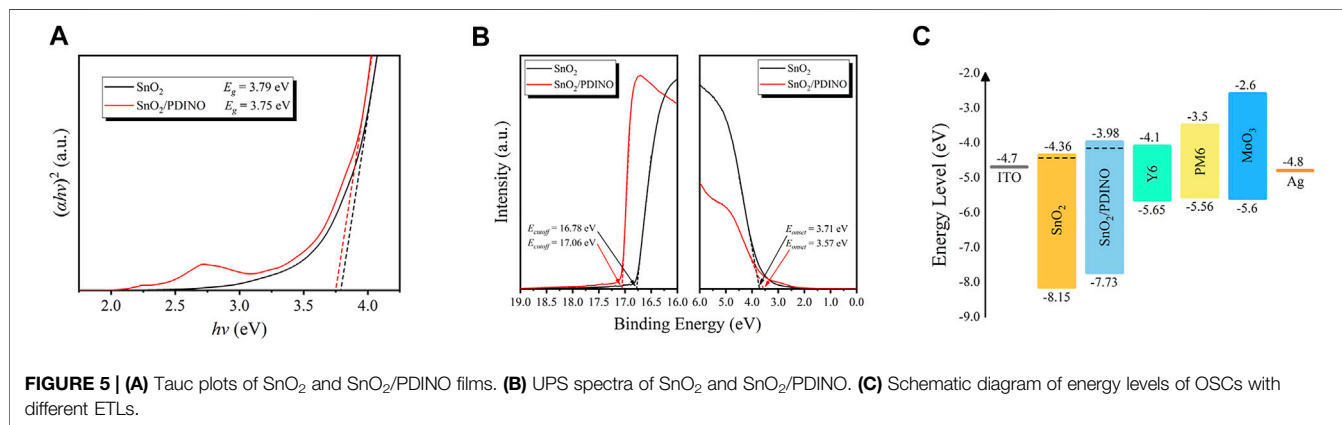 A
SnO₂ E_g = 3.79 eV
SnO₂/PDINO E_g = 3.75 eV
(αhν)² (a.u.)
2.0 2.5 3.0 3.5 4.0
hν (eV)
B
SnO₂
SnO₂/PDINO
SnO₂
SnO₂/PDINO
Intensity (a.u.)
E_cutoff = 16.78 eV
E_cutoff = 17.06 eV
E_onset = 3.71 eV
E_onset = 3.57 eV
19.0 18.5 18.0 17.5 17.0 16.5 16.0 6.0 5.0 4.0 3.0 2.0 1.0 0.0
Binding Energy (eV)
C
Energy Level (eV)
-2.0
-3.0
-4.0
-5.0
-6.0
-7.0
-8.0
-9.0
-4.7
ITO
-4.36
SnO₂
-8.15
-3.98
SnO₂/PDINO
-7.73
-4.1
Y6
-5.65
-3.5
PM6
-5.56
-2.6
MoO₃
-5.6
-4.8
Ag
FIGURE 5 | (A) Tauc plots of SnO₂ and SnO₂/PDINO films. (B) UPS spectra of SnO₂ and SnO₂/PDINO. (C) Schematic diagram of energy levels of OSCs with
different ETLs.